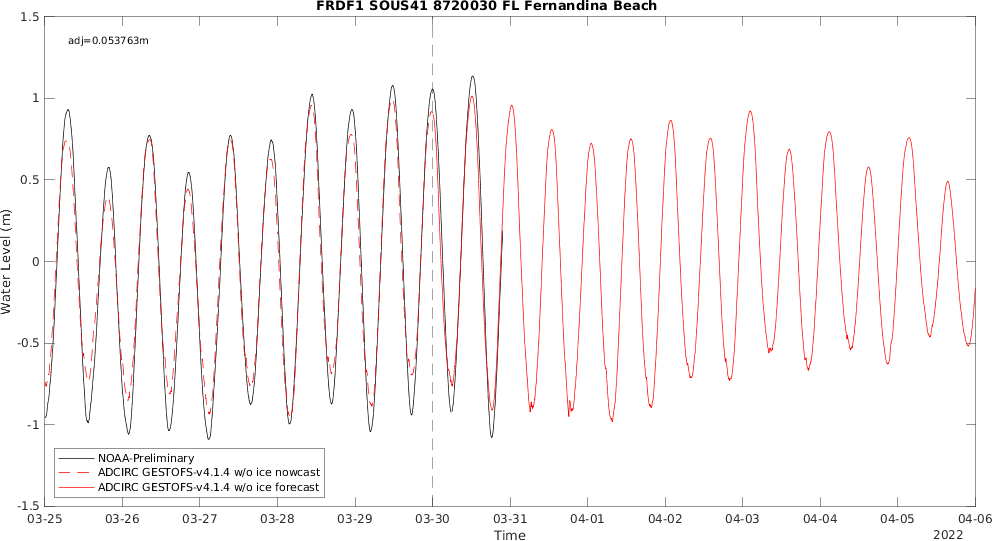 FRDF1 SOUS41 8720030 FL Fernandina Beach
1.5
adj=0.053763m
1
0.5
0
-0.5
-1
-1.5
Water Level (m)
NOAA-Preliminary
ADCIRC GESTOFS-v4.1.4 w/o ice nowcast
ADCIRC GESTOFS-v4.1.4 w/o ice forecast
03-25 03-26 03-27 03-28 03-29 03-30 03-31 04-01 04-02 04-03 04-04 04-05 04-06
Time
2022